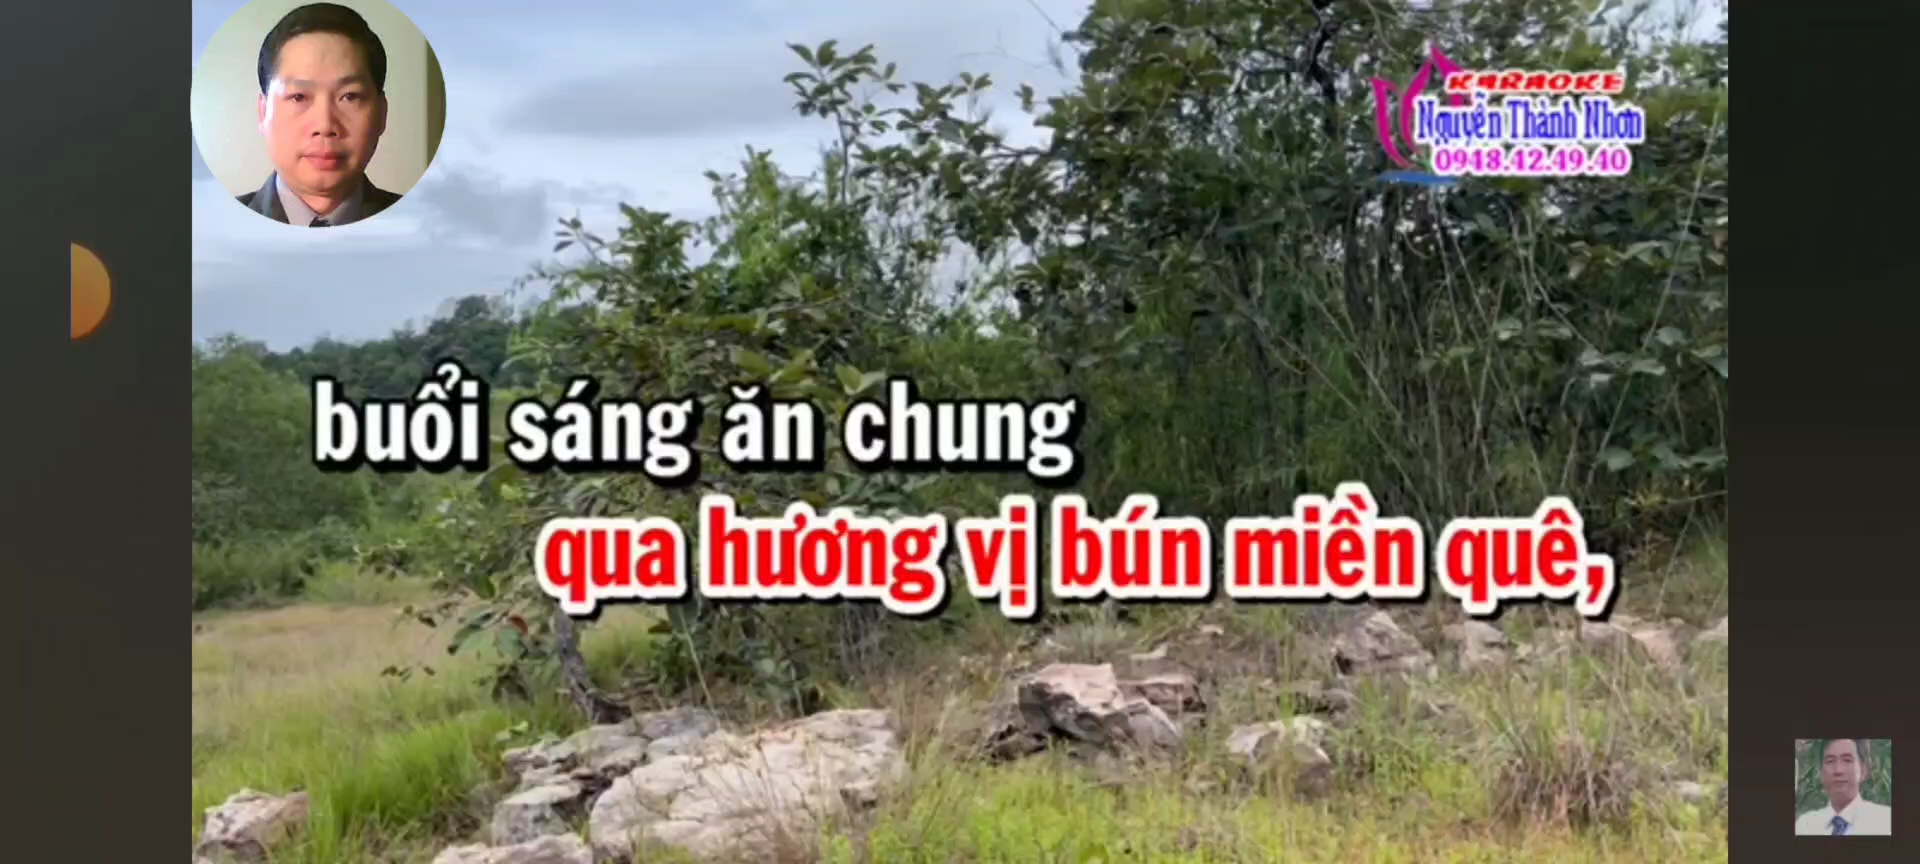 KARAOKE
Nguyễn Thành Nhơn
0948.42.49.40
buổi sáng ăn chung
qua hương vị bún miền quê,